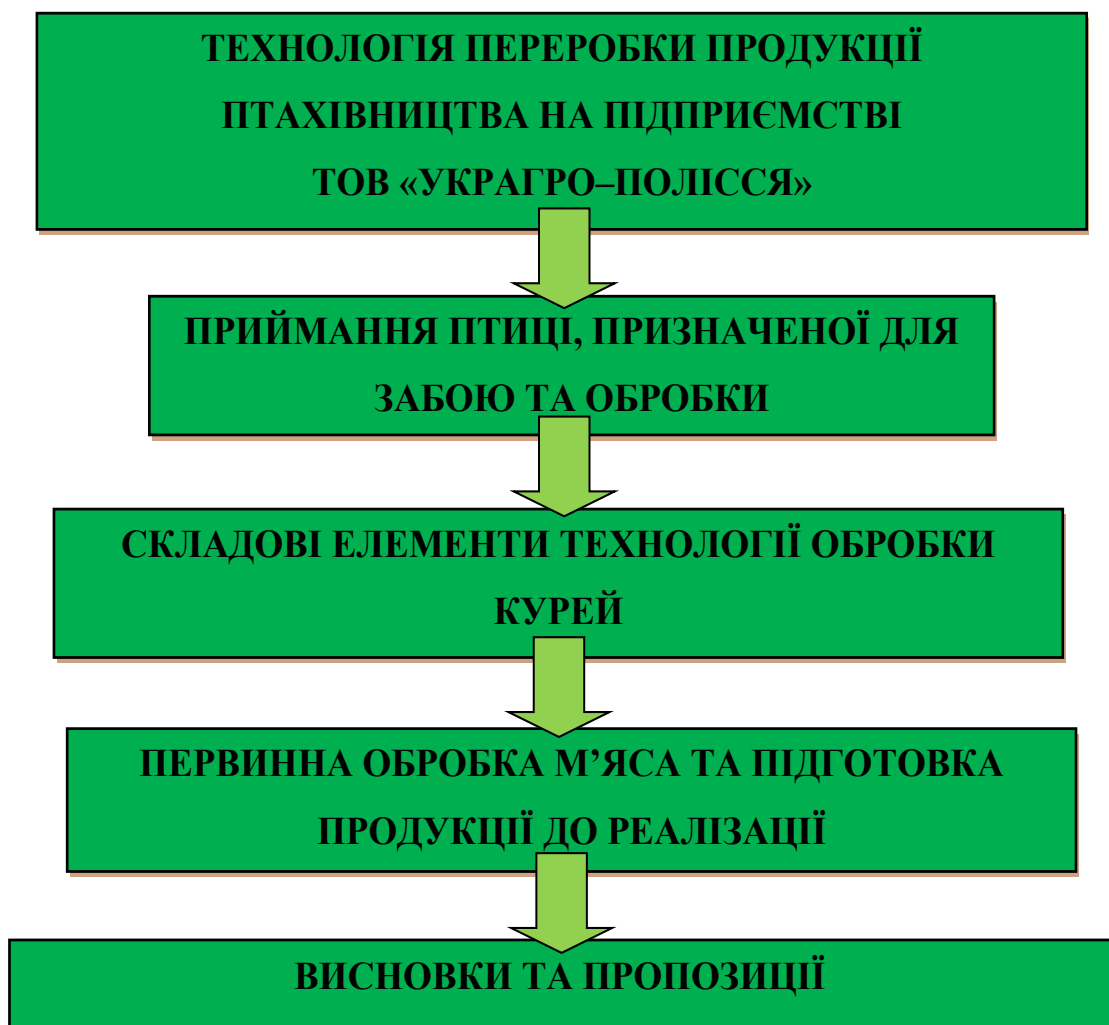 ТЕХНОЛОГІЯ ПЕРЕРОБКИ ПРОДУКЦІЇ
ПТАХІВНИЦТВА НА ПІДПРИЄМСТВІ
ТОВ «УКРАГРО–ПОЛІССЯ»
ПРИЙМАННЯ ПТИЦІ, ПРИЗНАЧЕНОЇ ДЛЯ
ЗАБОЮ ТА ОБРОБКИ
СКЛАДОВІ ЕЛЕМЕНТИ ТЕХНОЛОГІЇ ОБРОБКИ
КУРЕЙ
ПЕРВИННА ОБРОБКА М’ЯСА ТА ПІДГОТОВКА
ПРОДУКЦІЇ ДО РЕАЛІЗАЦІЇ
ВИСНОВКИ ТА ПРОПОЗИЦІЇ